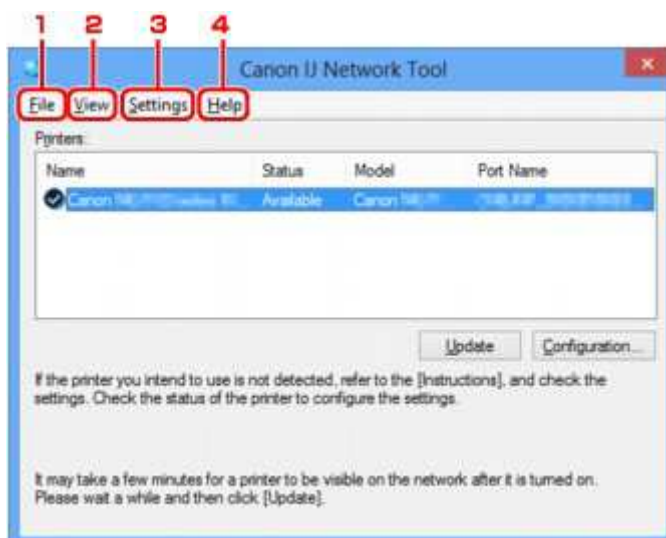 1 2 3 4
Canon IJ Network Tool
File View Settings Help
Printers:
Name Status Model Port Name
Canon Available Canon
Update Configuration...
If the printer you intend to use is not detected, refer to the [Instructions], and check the
settings. Check the status of the printer to configure the settings.
It may take a few minutes for a printer to be visible on the network after it is turned on.
Please wait a while and then click [Update].